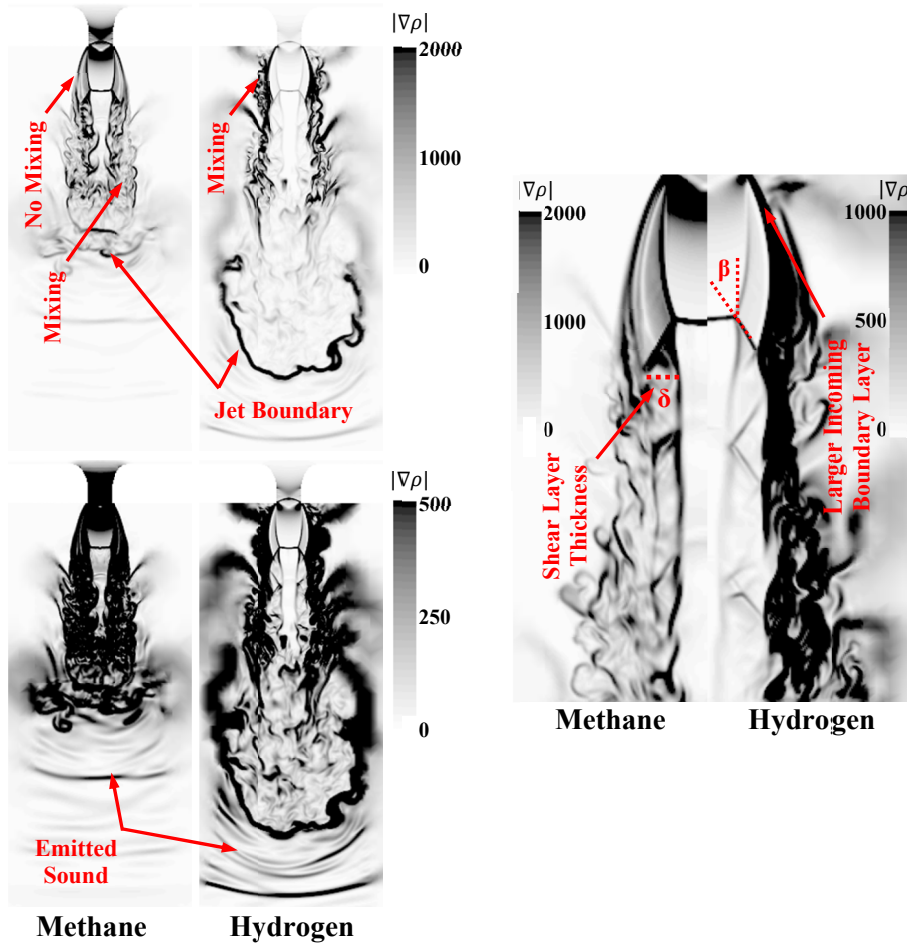 |∇ρ|
2000
1000
0
No Mixing
Mixing
Mixing
Jet Boundary
|∇ρ|
500
250
0
Emitted
Sound
Methane
Hydrogen
|∇ρ|
2000
1000
0
|∇ρ|
1000
500
0
β
δ
Shear Layer
Thickness
Larger Incoming
Boundary Layer
Methane
Hydrogen